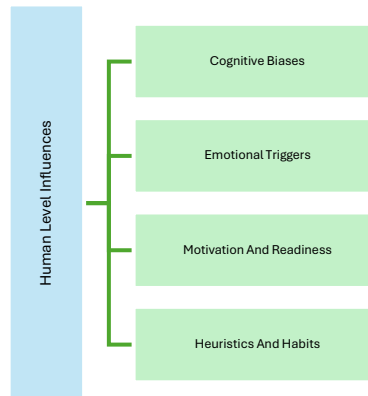 Human Level Influences
Cognitive Biases
Emotional Triggers
Motivation And Readiness
Heuristics And Habits